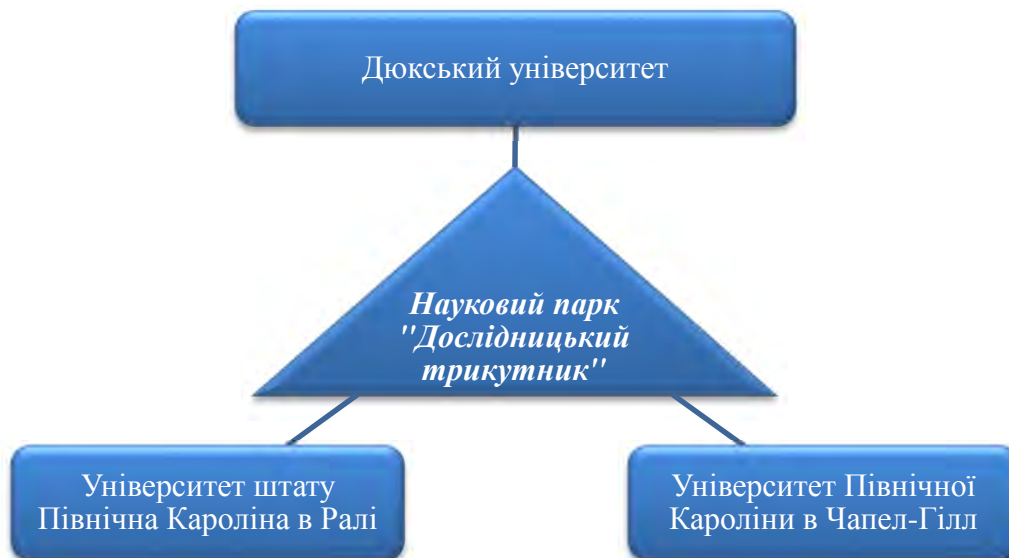 Дюкський університет
Науковий парк
"Дослідницький
трикутник"
Університет штату
Північна Кароліна в Ралі
Університет Північної
Кароліни в Чапел-Гілл